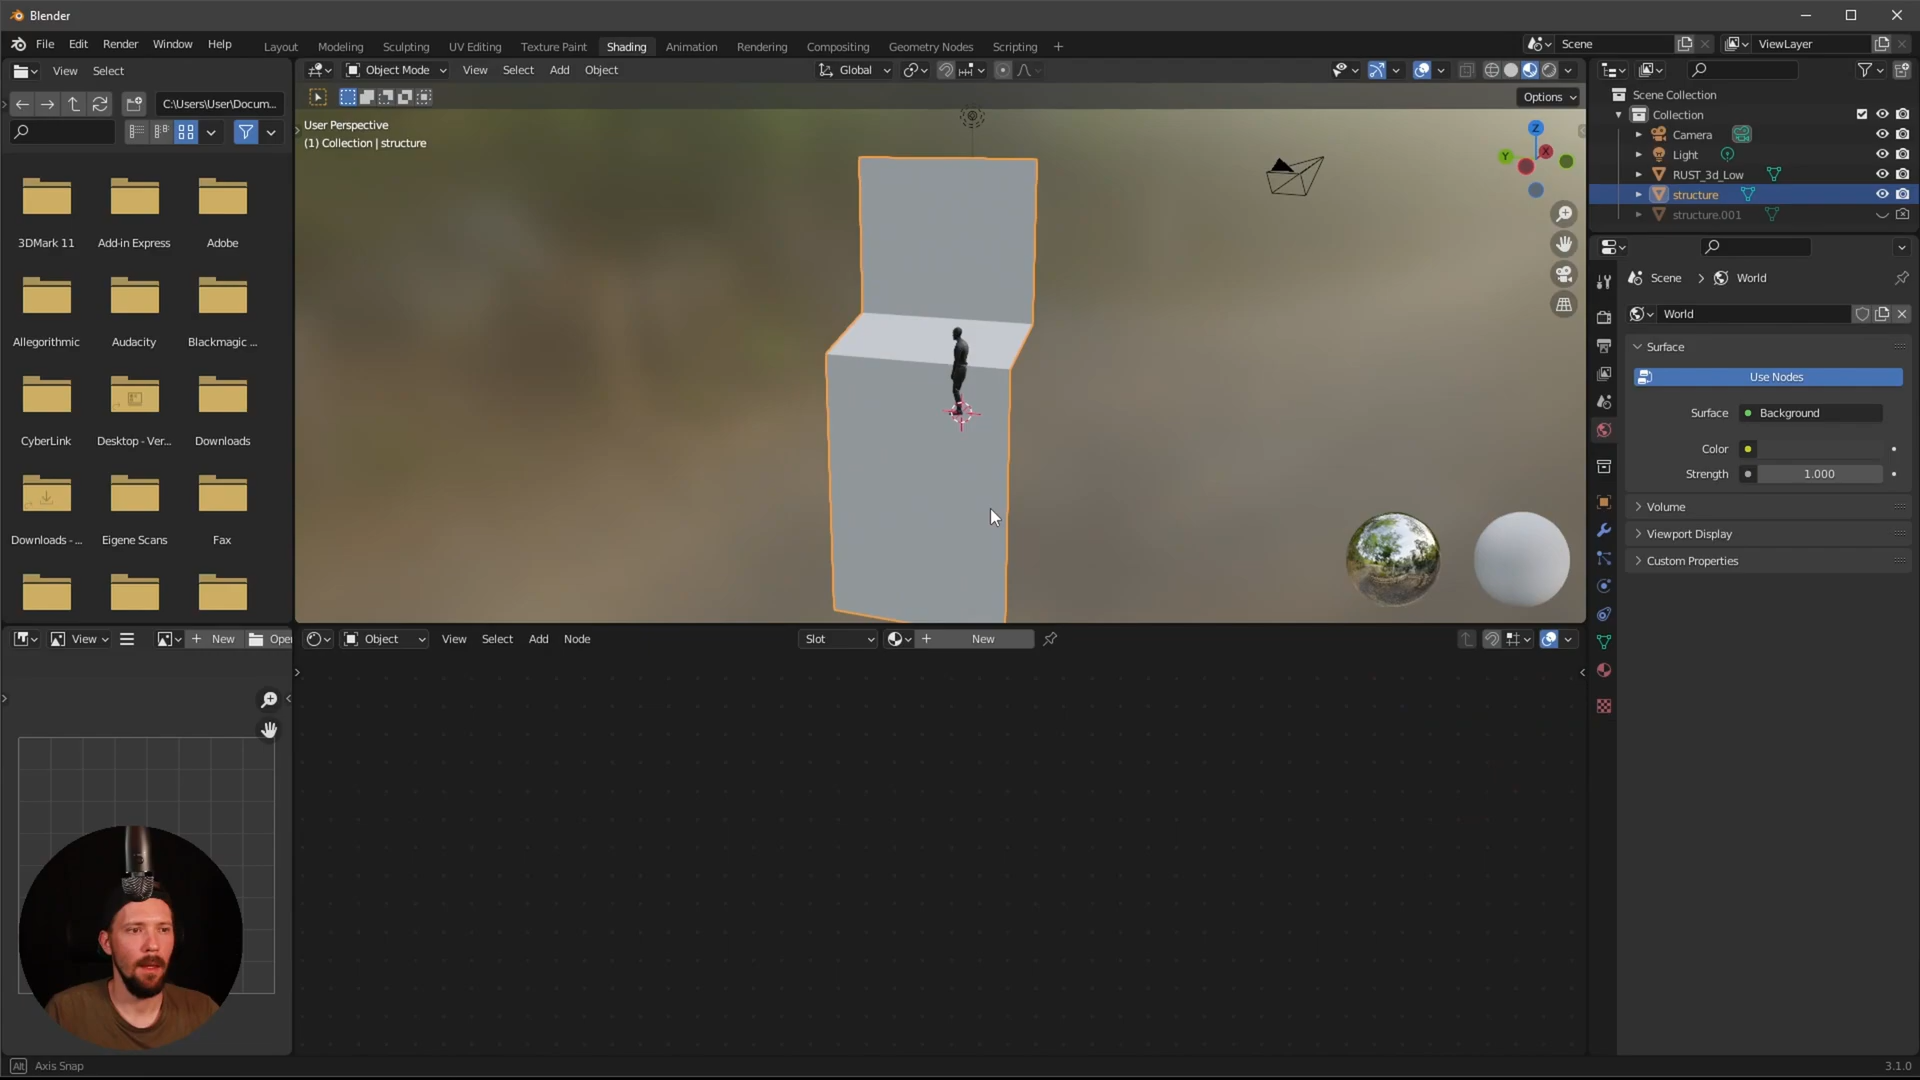 Blender
File Edit Render Window Help
Layout Modeling Sculpting UV Editing Texture Paint Shading Animation Rendering Compositing Geometry Nodes Scripting +
Scene ViewLayer
View Select
Object Mode View Select Add Object
Global
C:\Users\User\Docum...
Options
User Perspective
(1) Collection | structure
Z
Y
X
3DMark 11 Add-in Express Adobe
Allegorithmic Audacity Blackmagic ...
CyberLink Desktop - Ver... Downloads
Downloads - ... Eigene Scans Fax
Scene Collection
Collection
Camera
Light
RUST_3d_Low
structure
structure.001
Scene > World
World
Surface
Use Nodes
Surface Background
Color
Strength 1.000
Volume
Viewport Display
Custom Properties
View + New Ope
Object View Select Add Node
Slot + New
Alt Axis Snap
3.1.0